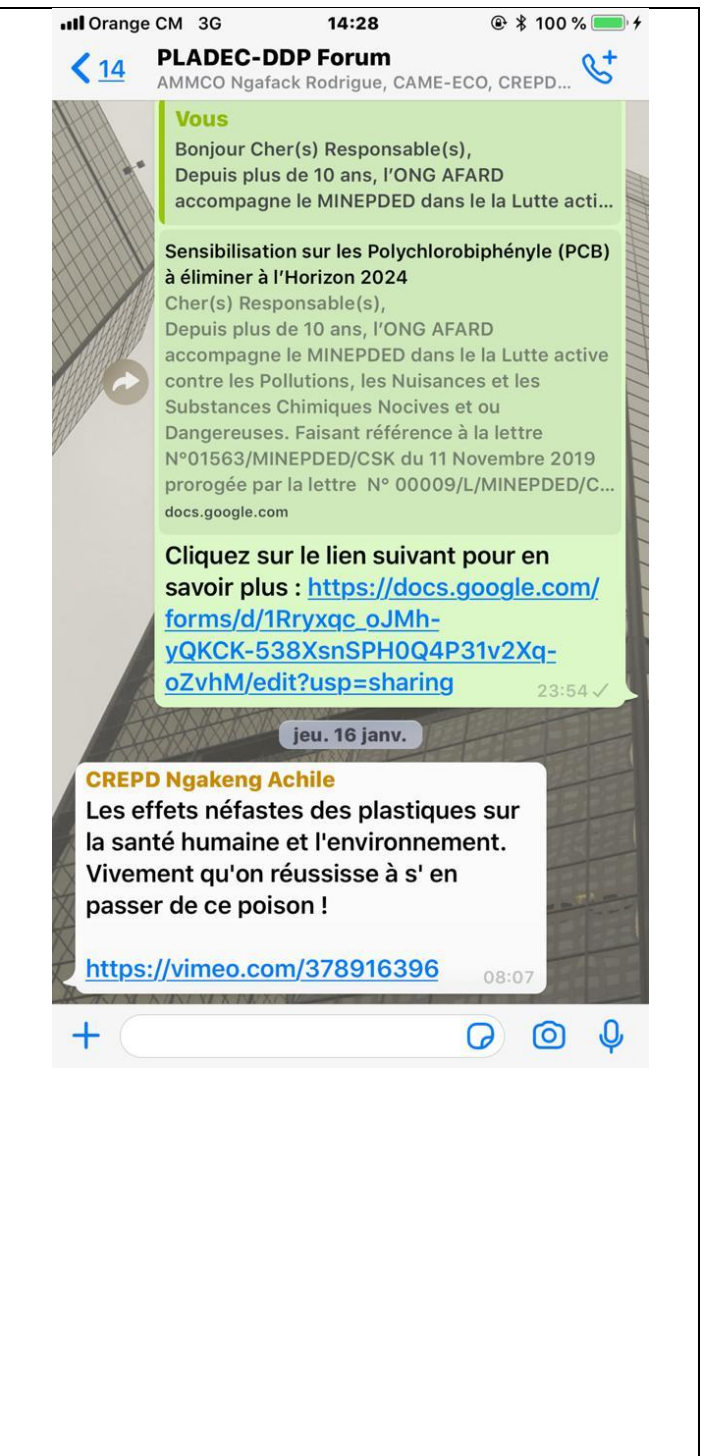 Orange CM 3G 14:28 100 %
14 PLADEC-DDP Forum
AMMCO Ngafack Rodrigue, CAME-ECO, CREPD...
Vous
Bonjour Cher(s) Responsable(s),
Depuis plus de 10 ans, l'ONG AFARD
accompagne le MINEPDED dans le la Lutte acti...
Sensibilisation sur les Polychlorobiphényle (PCB)
à éliminer à l'Horizon 2024
Cher(s) Responsable(s),
Depuis plus de 10 ans, l'ONG AFARD
accompagne le MINEPDED dans le la Lutte active
contre les Pollutions, les Nuisances et les
Substances Chimiques Nocives et ou
Dangereuses. Faisant référence à la lettre
N°01563/MINEPDED/CSK du 11 Novembre 2019
prorogée par la lettre N° 00009/L/MINEPDED/C...
docs.google.com
Cliquez sur le lien suivant pour en
savoir plus : https://docs.google.com/
forms/d/1Rryxqc_oJMh-
yQKCK-538XsnSPH0Q4P31v2Xq-
oZvhM/edit?usp=sharing 23:54
jeu. 16 janv.
CREPD Ngakeng Achile
Les effets néfastes des plastiques sur
la santé humaine et l'environnement.
Vivement qu'on réussisse à s' en
passer de ce poison !
https://vimeo.com/378916396 08:07